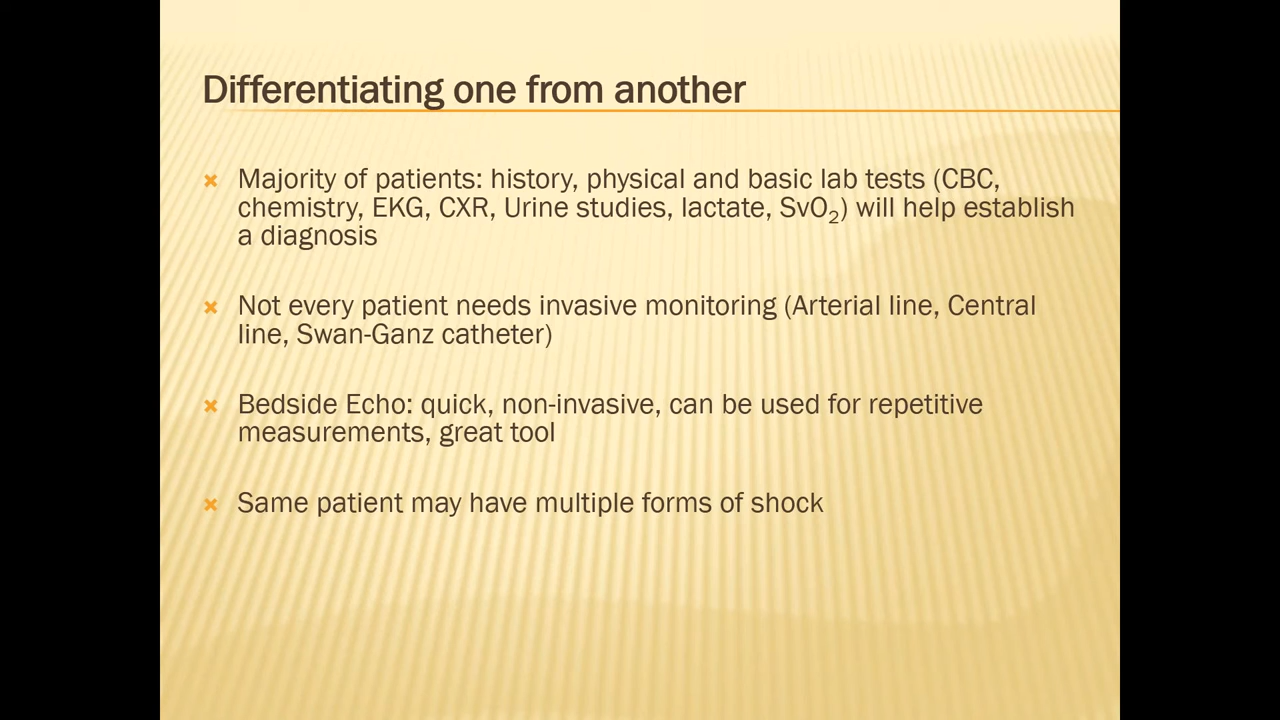 Differentiating one from another
Majority of patients: history, physical and basic lab tests (CBC,
chemistry, EKG, CXR, Urine studies, lactate, SvO₂) will help establish
a diagnosis
Not every patient needs invasive monitoring (Arterial line, Central
line, Swan-Ganz catheter)
Bedside Echo: quick, non-invasive, can be used for repetitive
measurements, great tool
Same patient may have multiple forms of shock